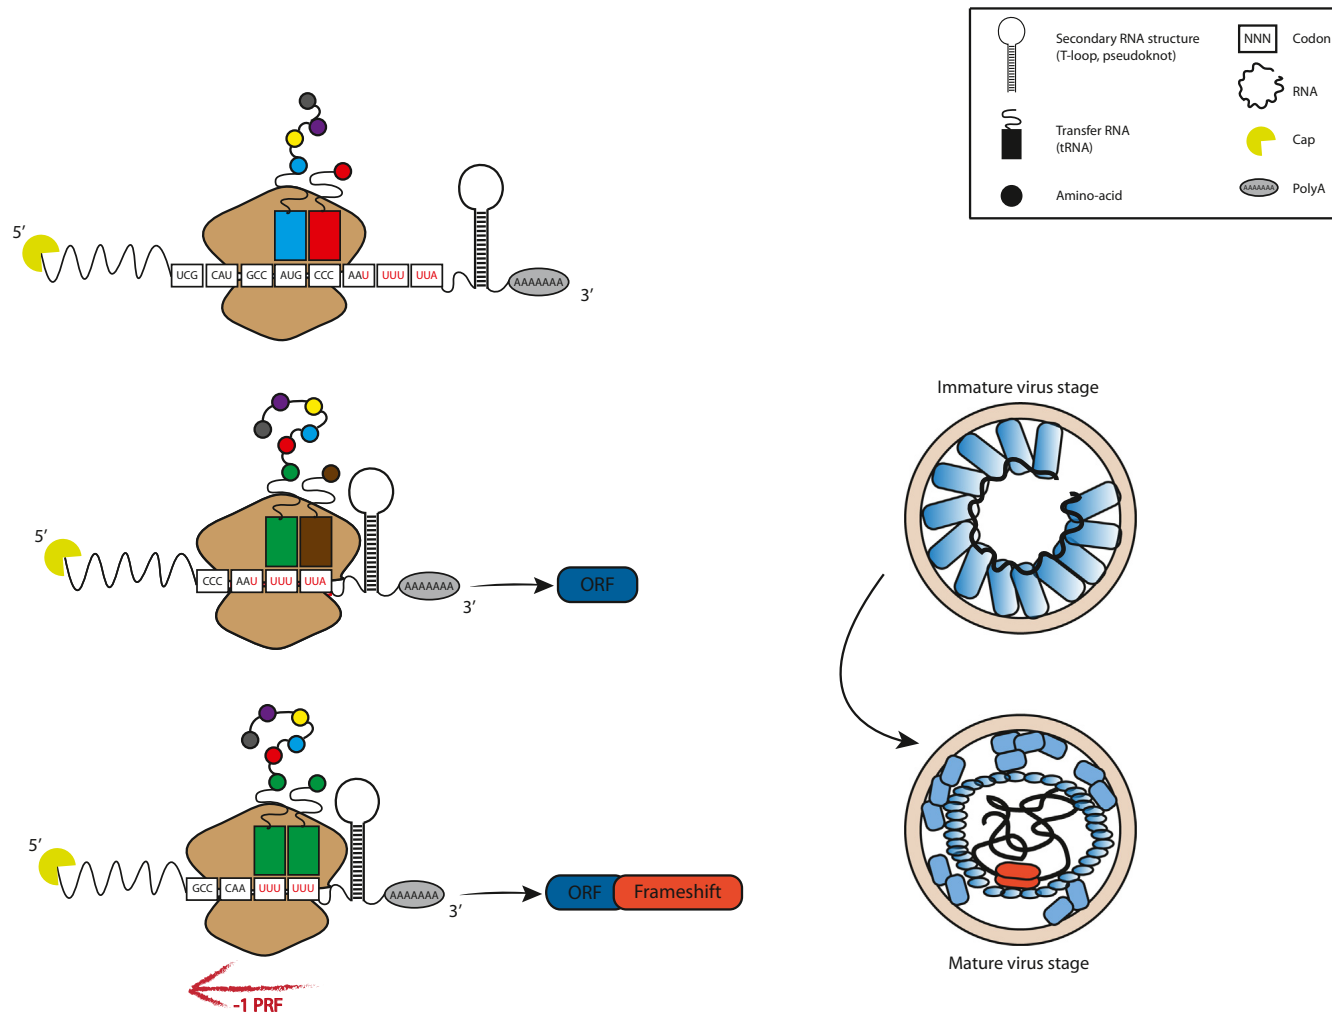 Secondary RNA structure
(T-loop, pseudoknot)
NNN
Codon
RNA
Transfer RNA
(tRNA)
Cap
Amino-acid
AAAAAAA
PolyA
5’
UCG CAU GCC AUG CCC AAU UUU UUA
AAAAAAA
3’
Immature virus stage
5’
CCC AAU UUU UUA
AAAAAAA
3’
ORF
5’
GCC CAA UUU UUU
AAAAAAA
3’
ORF Frameshift
Mature virus stage
-1 PRF